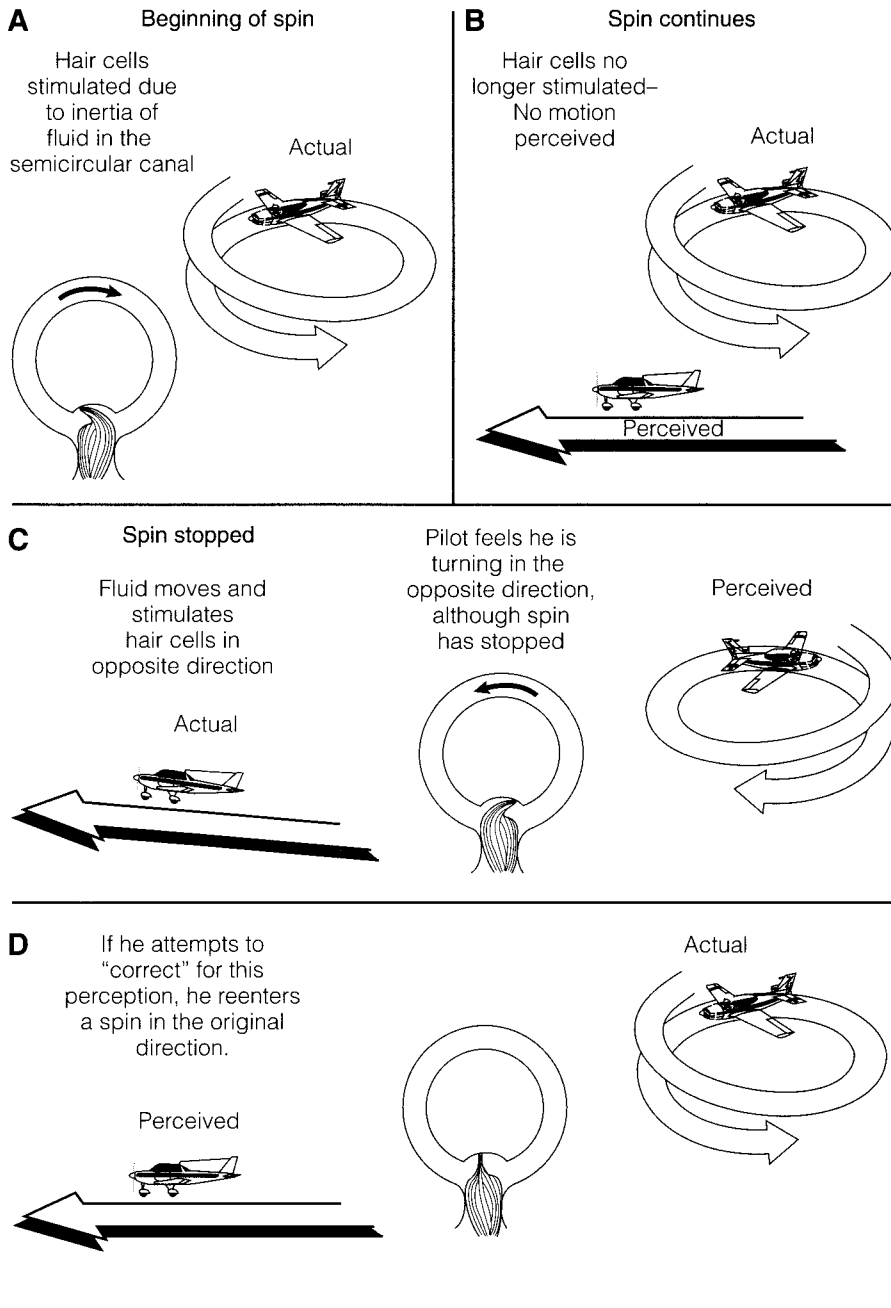 A
Beginning of spin
Hair cells
stimulated due
to inertia of
fluid in the
semicircular canal
Actual
B
Spin continues
Hair cells no
longer stimulated–
No motion
perceived
Actual
Perceived
C
Spin stopped
Fluid moves and
stimulates
hair cells in
opposite direction
Actual
Pilot feels he is
turning in the
opposite direction,
although spin
has stopped
Perceived
D
If he attempts to
“correct” for this
perception, he reenters
a spin in the original
direction.
Perceived
Actual